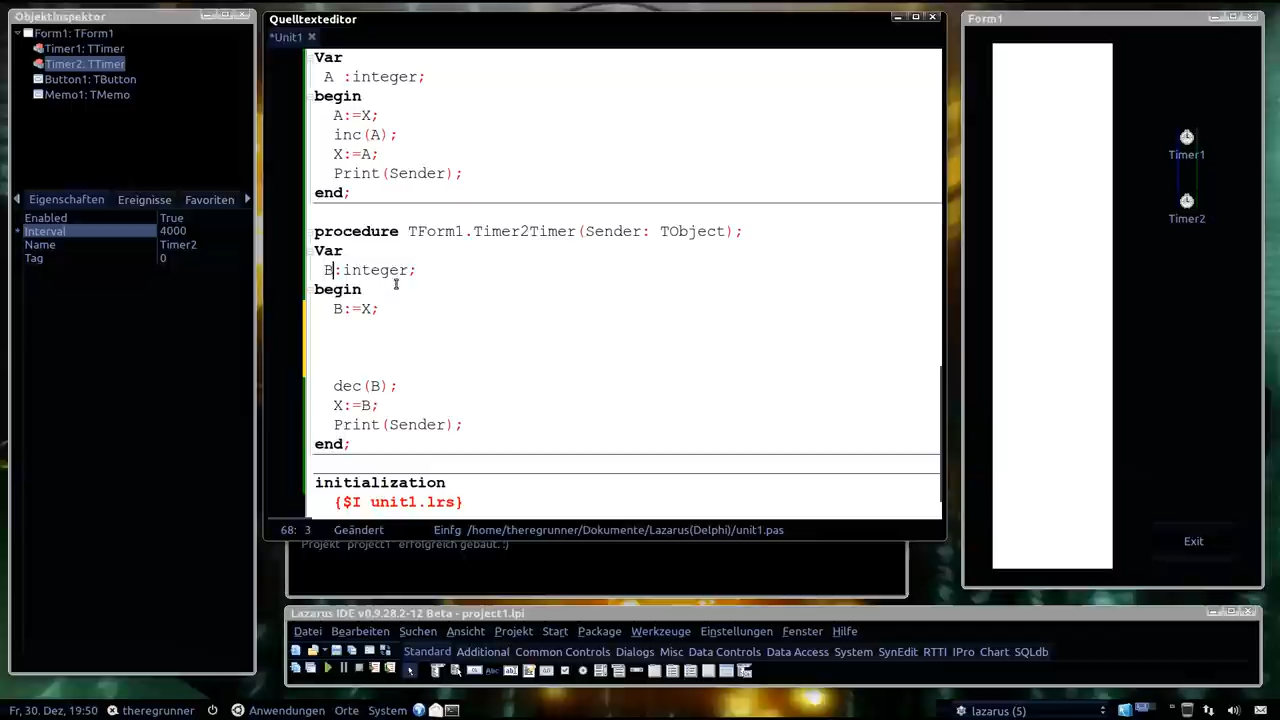 ObjektInspektor
Form1: TForm1
Timer1: TTimer
Timer2: TTimer
Button1: TButton
Memo1: TMemo
Eigenschaften Ereignisse Favoriten
Enabled True
Interval 4000
Name Timer2
Tag 0
Quelltexteditor
*Unit1
Var
A :integer;
begin
A:=X;
inc(A);
X:=A;
Print(Sender);
end;
procedure TForm1.Timer2Timer(Sender: TObject);
Var
B:integer;
begin
B:=X;
dec(B);
X:=B;
Print(Sender);
end;
initialization
{$I unit1.lrs}
68: 3 Geändert Einfg /home/theregrunner/Dokumente/Lazarus(Delphi)/unit1.pas
Projekt "project1" erfolgreich gebaut. :)
Form1
Timer1
Timer2
Exit
Lazarus IDE v0.9.28.2-12 Beta - project1.lpi
Datei Bearbeiten Suchen Ansicht Projekt Start Package Werkzeuge Einstellungen Fenster Hilfe
Standard Additional Common Controls Dialogs Misc Data Controls Data Access System SynEdit RTTI IPro Chart SQLdb
Fr, 30. Dez, 19:50 theregrunner Anwendungen Orte System lazarus (5)